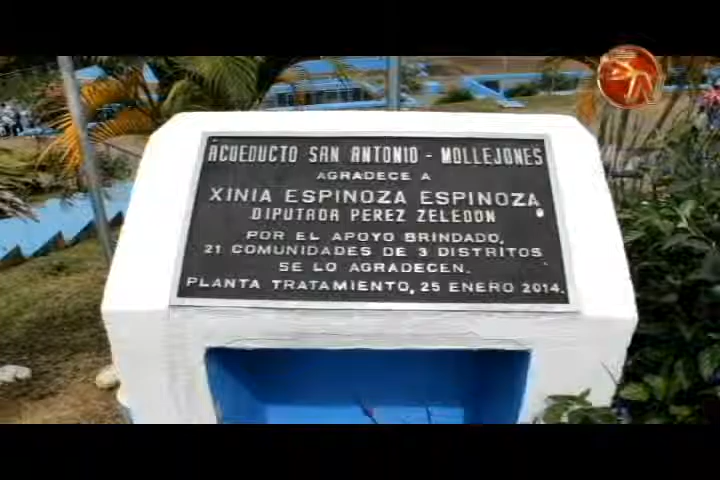 ACUEDUCTO SAN ANTONIO - MOLLEJONES
AGRADECE A
XINIA ESPINOZA ESPINOZA
DIPUTADA PEREZ ZELEDON
POR EL APOYO BRINDADO,
21 COMUNIDADES DE 3 DISTRITOS
SE LO AGRADECEN.
PLANTA TRATAMIENTO, 25 ENERO 2014.